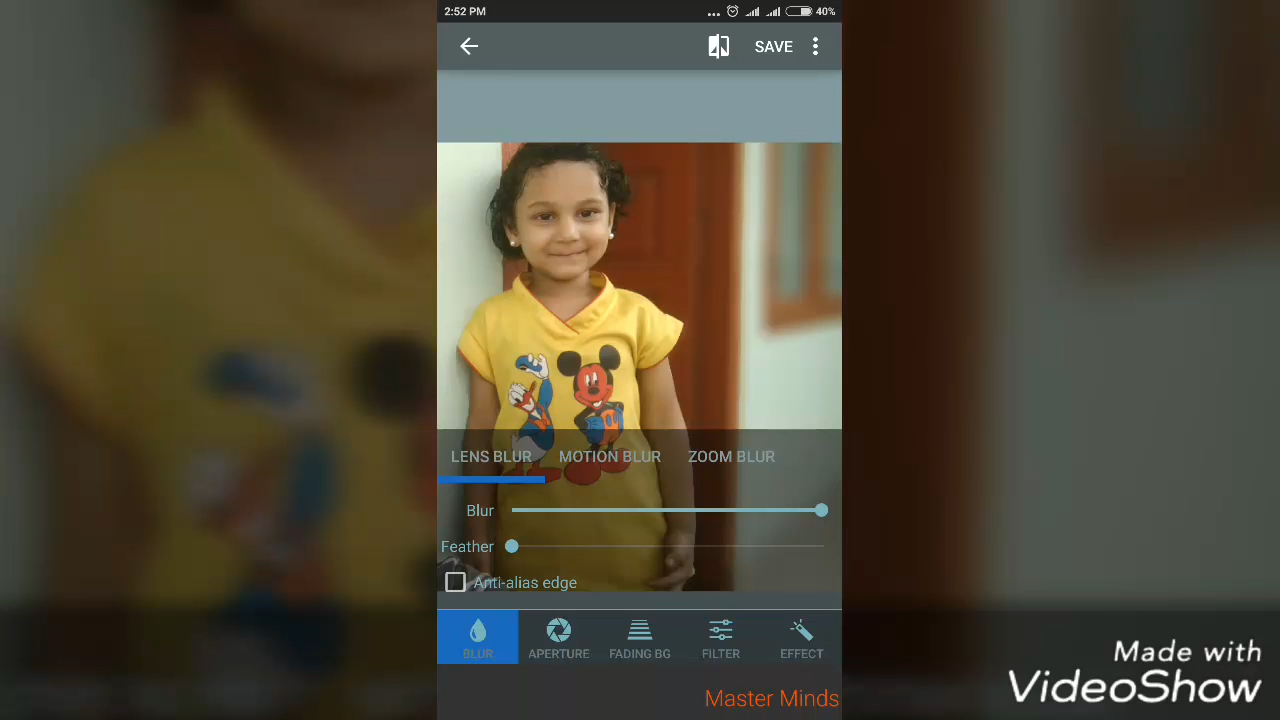 2:52 PM ... 40%
SAVE
LENS BLUR MOTION BLUR ZOOM BLUR
Blur
Feather
Anti-alias edge
BLUR APERTURE FADING BG FILTER EFFECT
Master Minds
Made with
VideoShow